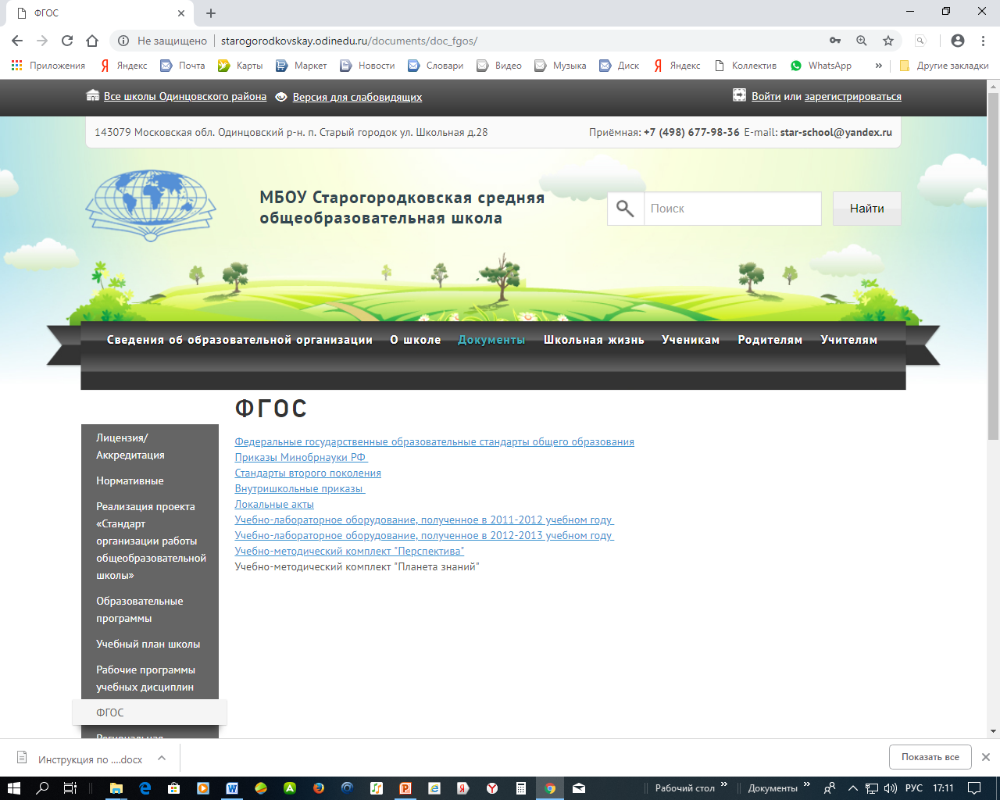 ФГОС
Не защищено
starogorodkovskay.odinedu.ru/documents/doc_fgos/
Приложения Яндекс Почта Карты Маркет Новости Словари Видео Музыка Диск Яндекс Коллектив WhatsApp » Другие закладки
Все школы Одинцовского района Версия для слабовидящих Войти или зарегистрироваться
143079 Московская обл. Одинцовский р-н. п. Старый городок ул. Школьная д.28 Приёмная: +7 (498) 677-98-36 E-mail: star-school@yandex.ru
МБОУ Старогородковская средняя
общеобразовательная школа
Поиск Найти
Сведения об образовательной организации О школе Документы Школьная жизнь Ученикам Родителям Учителям
ФГОС
Федеральные государственные образовательные стандарты общего образования
Приказы Минобрнауки РФ
Стандарты второго поколения
Внутришкольные приказы
Локальные акты
Учебно-лабораторное оборудование, полученное в 2011-2012 учебном году
Учебно-лабораторное оборудование, полученное в 2012-2013 учебном году
Учебно-методический комплект "Перспектива"
Учебно-методический комплект "Планета знаний"
Лицензия/
Аккредитация
Нормативные
Реализация проекта
«Стандарт
организации работы
общеобразовательной
школы»
Образовательные
программы
Учебный план школы
Рабочие программы
учебных дисциплин
ФГОС
Региональная
Инструкция по ....docx Показать все
Рабочий стол » Документы » РУС 17:11